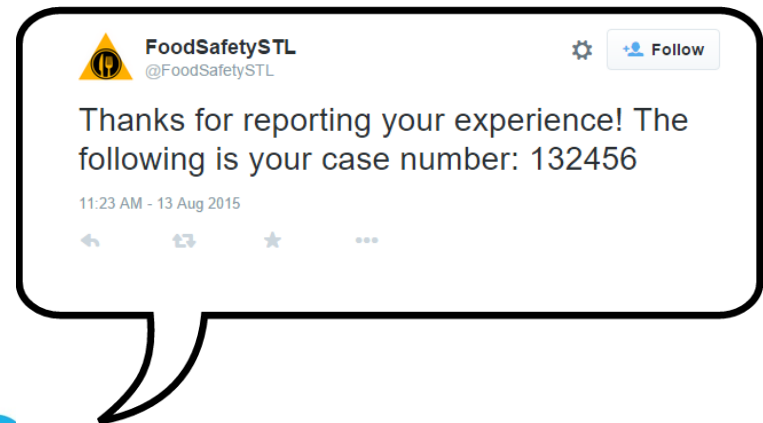 FoodSafetySTL
@FoodSafetySTL
Follow
Thanks for reporting your experience! The
following is your case number: 132456
11:23 AM - 13 Aug 2015